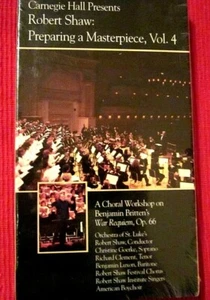 Carnegie Hall Presents
Robert Shaw:
Preparing a Masterpiece, Vol. 4
A Choral Workshop on
Benjamin Britten's
War Requiem, Op. 66
Orchestra of St. Luke's
Robert Shaw, Conductor
Christine Goerke, Soprano
Richard Clement, Tenor
Benjamin Luxon, Baritone
Robert Shaw Festival Chorus
Robert Shaw Institute Singers
American Boychoir